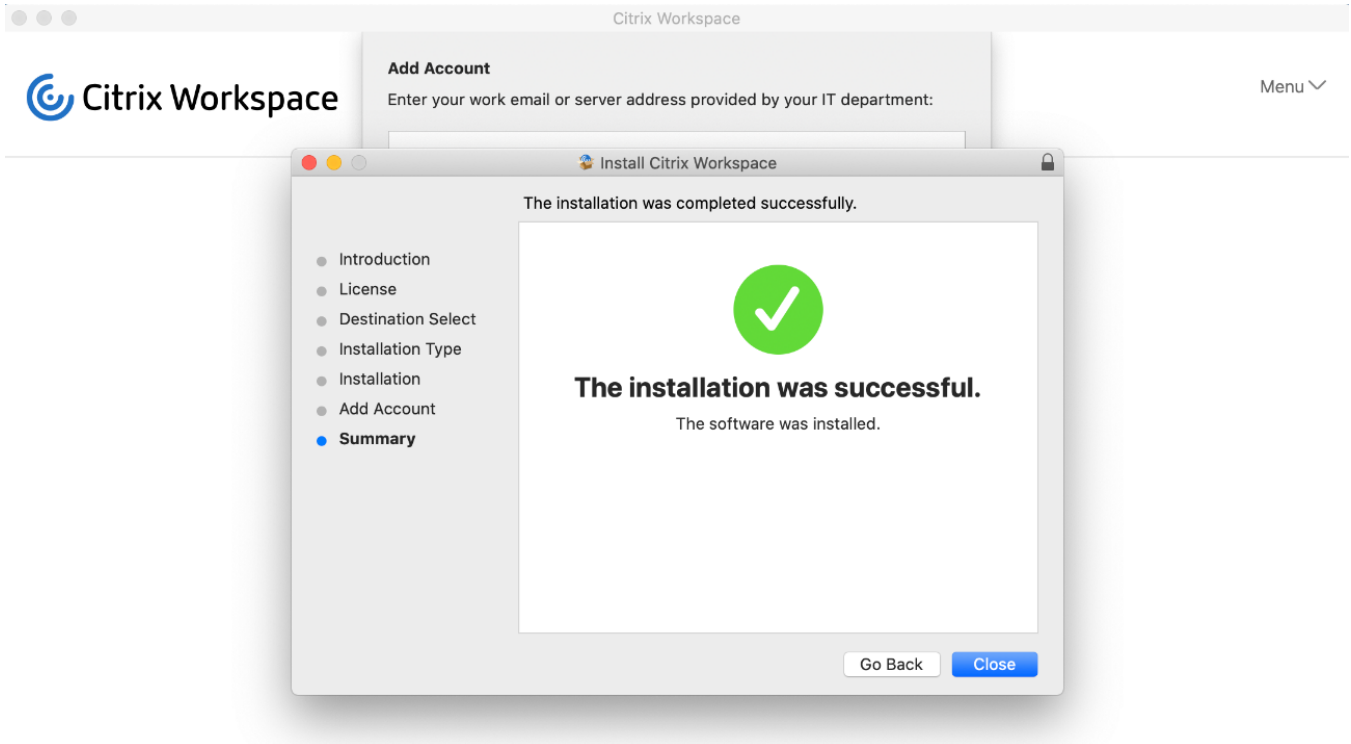 Citrix Workspace
Citrix Workspace
Menu
Add Account
Enter your work email or server address provided by your IT department:
Install Citrix Workspace
The installation was completed successfully.
Introduction
License
Destination Select
Installation Type
Installation
Add Account
Summary
The installation was successful.
The software was installed.
Go Back
Close